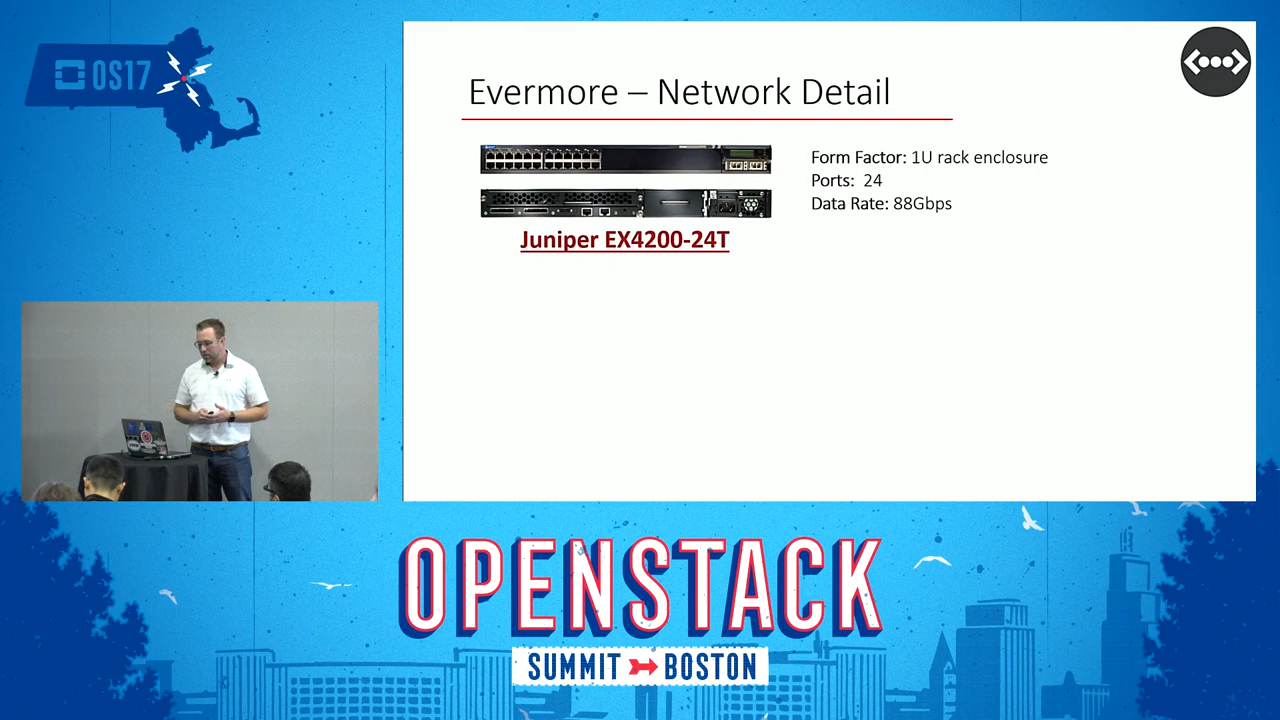 OS17
Evermore – Network Detail
Form Factor: 1U rack enclosure
Ports: 24
Data Rate: 88Gbps
Juniper EX4200-24T
OPENSTACK
SUMMIT BOSTON